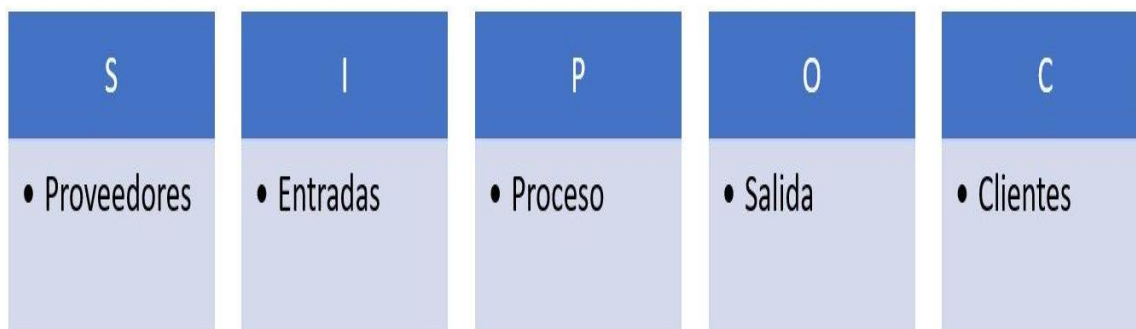 S
I
P
O
C
• Proveedores
• Entradas
• Proceso
• Salida
• Clientes